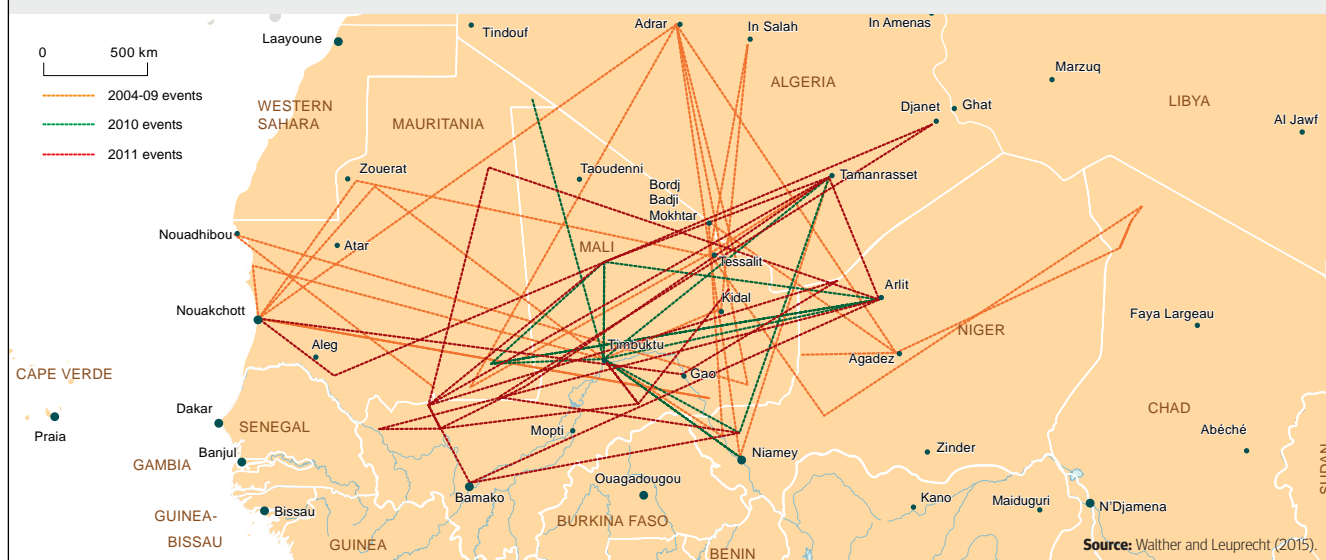 Adrar
In Salah
In Amenas
Tindouf
Laayoune
0 500 km
ALGERIA
Marzuq
2004-09 events
WESTERN
SAHARA
Djanet
Ghat
LIBYA
2010 events
MAURITANIA
Al Jawf
2011 events
Zouerat
Taoudenni
Tamanrasset
Bordj
Badji
Mokhtar
Nouadhibou
Atar
MALI
Tessalit
Arlit
Kidal
Nouakchott
Faya Largeau
NIGER
Aleg
Timbuktu
Agadez
CAPE VERDE
Gao
CHAD
Dakar
Praia
SENEGAL
Mopti
Abéché
Banjul
Niamey
Zinder
GAMBIA
SUDAN
Ouagadougou
Bamako
Kano
Maiduguri
N'Djamena
Bissau
GUINEA-
BISSAU
BURKINA FASO
GUINEA
BENIN
Source: Walther and Leuprecht (2015).